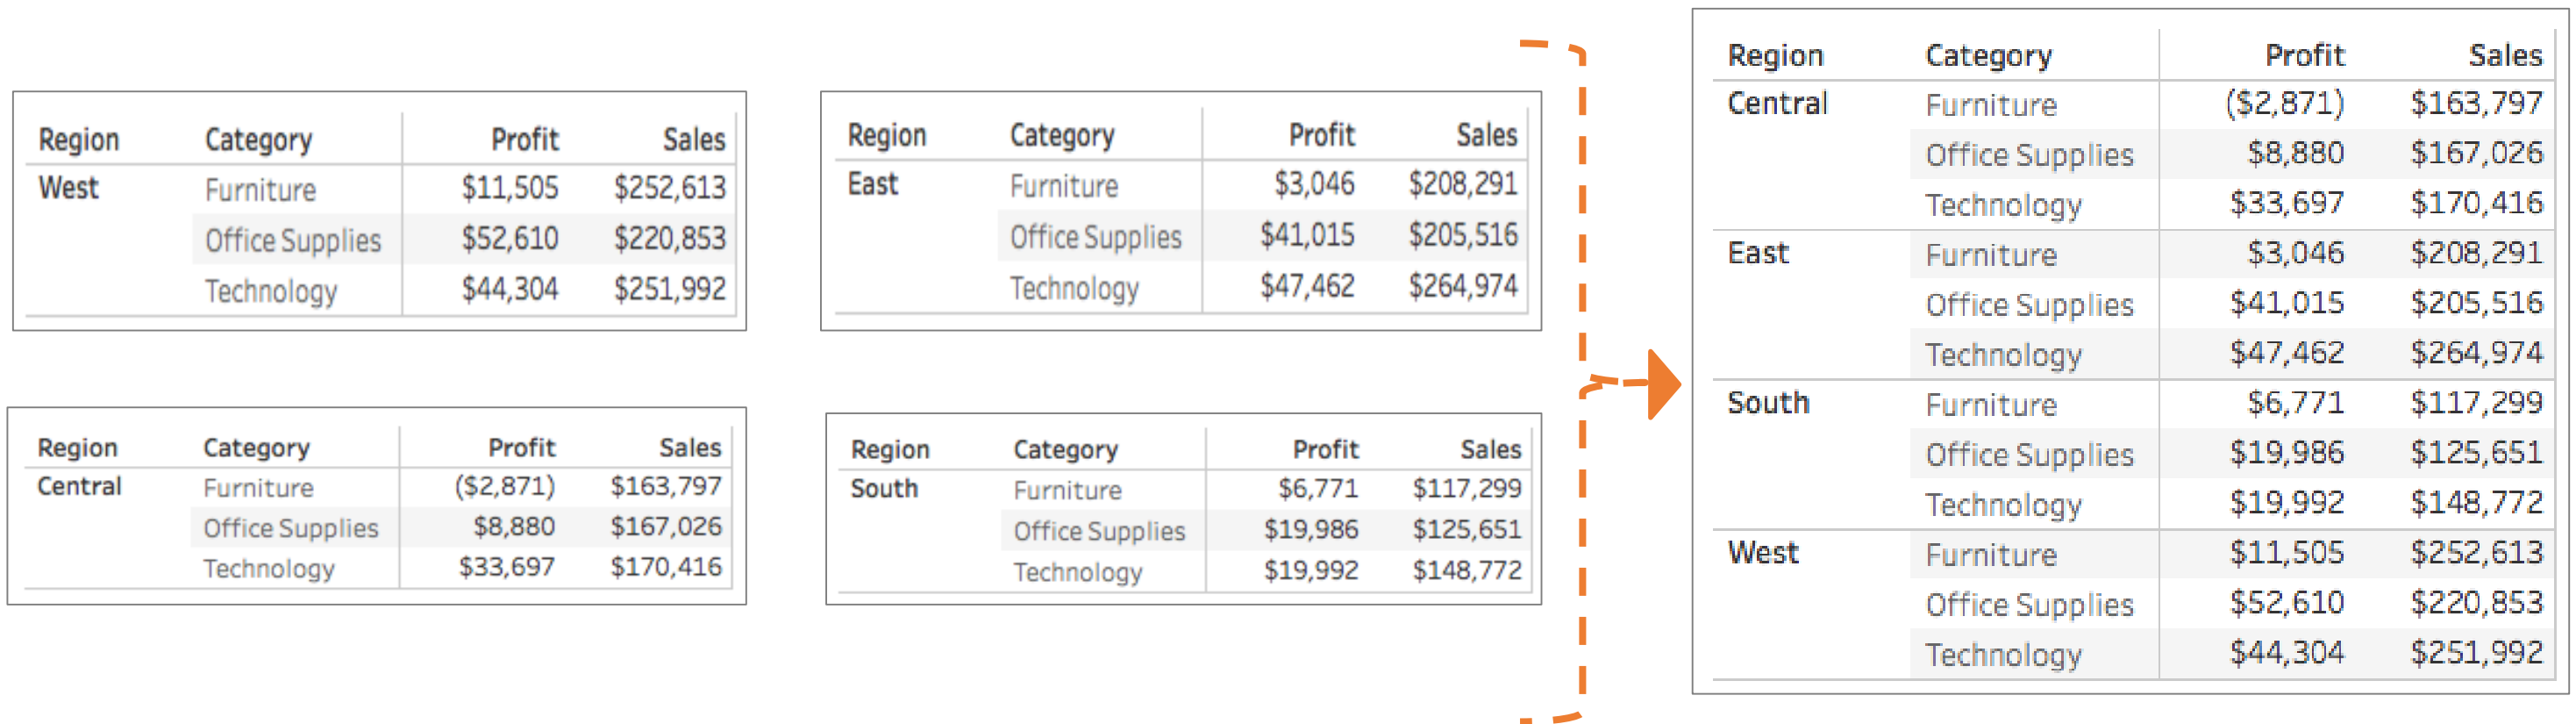 Region Category Profit Sales
West Furniture $11,505 $252,613
Office Supplies $52,610 $220,853
Technology $44,304 $251,992
Region Category Profit Sales
East Furniture $3,046 $208,291
Office Supplies $41,015 $205,516
Technology $47,462 $264,974
Region Category Profit Sales
Central Furniture ($2,871) $163,797
Office Supplies $8,880 $167,026
Technology $33,697 $170,416
Region Category Profit Sales
South Furniture $6,771 $117,299
Office Supplies $19,986 $125,651
Technology $19,992 $148,772
Region Category Profit Sales
Central Furniture ($2,871) $163,797
Office Supplies $8,880 $167,026
Technology $33,697 $170,416
East Furniture $3,046 $208,291
Office Supplies $41,015 $205,516
Technology $47,462 $264,974
South Furniture $6,771 $117,299
Office Supplies $19,986 $125,651
Technology $19,992 $148,772
West Furniture $11,505 $252,613
Office Supplies $52,610 $220,853
Technology $44,304 $251,992